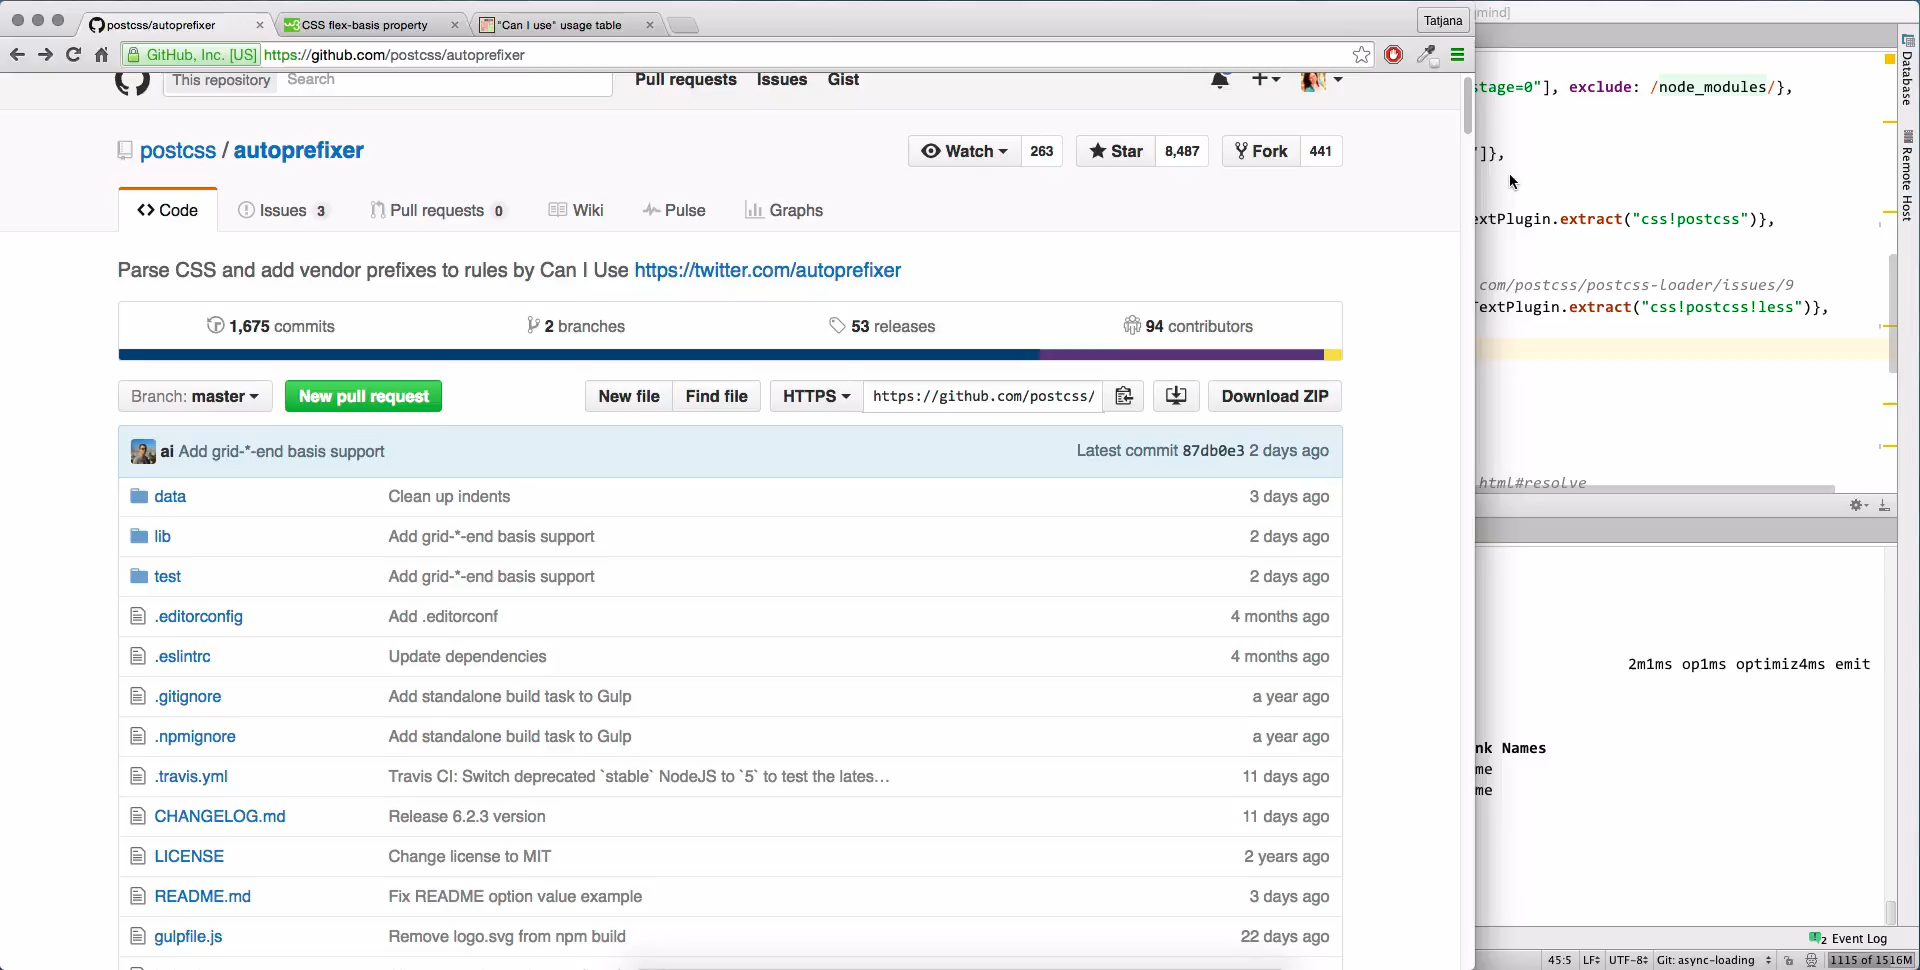 postcss/autoprefixer
CSS flex-basis property
"Can I use" usage table
Tatjana
mind]
GitHub, Inc. [US] https://github.com/postcss/autoprefixer
This repository Search Pull requests Issues Gist
postcss / autoprefixer
Watch 263 Star 8,487 Fork 441
Code Issues 3 Pull requests 0 Wiki Pulse Graphs
Parse CSS and add vendor prefixes to rules by Can I Use https://twitter.com/autoprefixer
1,675 commits 2 branches 53 releases 94 contributors
Branch: master New pull request New file Find file HTTPS https://github.com/postcss/ Download ZIP
ai Add grid-*-end basis support Latest commit 87db0e3 2 days ago
data Clean up indents 3 days ago
lib Add grid-*-end basis support 2 days ago
test Add grid-*-end basis support 2 days ago
.editorconfig Add .editorconf 4 months ago
.eslintrc Update dependencies 4 months ago
.gitignore Add standalone build task to Gulp a year ago
.npmignore Add standalone build task to Gulp a year ago
.travis.yml Travis CI: Switch deprecated `stable` NodeJS to `5` to test the lates… 11 days ago
CHANGELOG.md Release 6.2.3 version 11 days ago
LICENSE Change license to MIT 2 years ago
README.md Fix README option value example 3 days ago
gulpfile.js Remove logo.svg from npm build 22 days ago
stage=0"], exclude: /node_modules/},
"]},
extPlugin.extract("css!postcss")},
com/postcss/postcss-loader/issues/9
TextPlugin.extract("css!postcss!less")},
html#resolve
2m1ms op1ms optimiz4ms emit
nk Names
me
me
Database
Remote Host
2 Event Log
45:5 LF UTF-8 Git: async-loading 1115 of 1516M